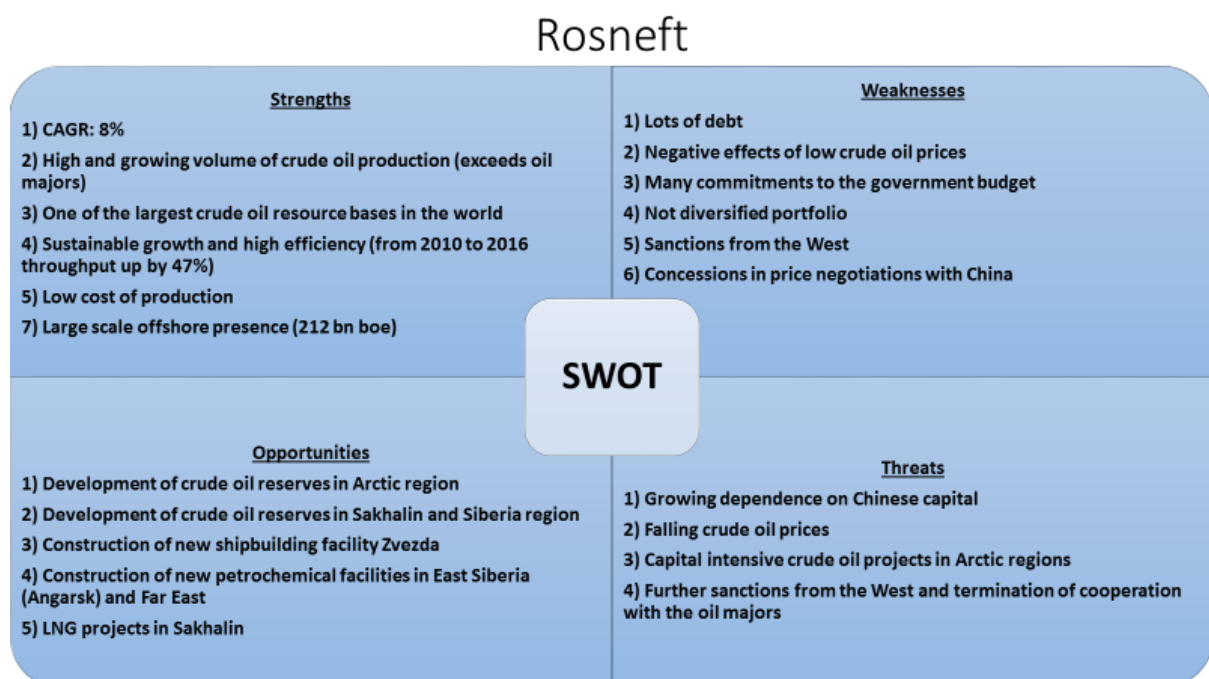 Rosneft
Strengths
1) CAGR: 8%
2) High and growing volume of crude oil production (exceeds oil
majors)
3) One of the largest crude oil resource bases in the world
4) Sustainable growth and high efficiency (from 2010 to 2016
throughput up by 47%)
5) Low cost of production
7) Large scale offshore presence (212 bn boe)
Weaknesses
1) Lots of debt
2) Negative effects of low crude oil prices
3) Many commitments to the government budget
4) Not diversified portfolio
5) Sanctions from the West
6) Concessions in price negotiations with China
SWOT
Opportunities
1) Development of crude oil reserves in Arctic region
2) Development of crude oil reserves in Sakhalin and Siberia region
3) Construction of new shipbuilding facility Zvezda
4) Construction of new petrochemical facilities in East Siberia
(Angarsk) and Far East
5) LNG projects in Sakhalin
Threats
1) Growing dependence on Chinese capital
2) Falling crude oil prices
3) Capital intensive crude oil projects in Arctic regions
4) Further sanctions from the West and termination of cooperation
with the oil majors